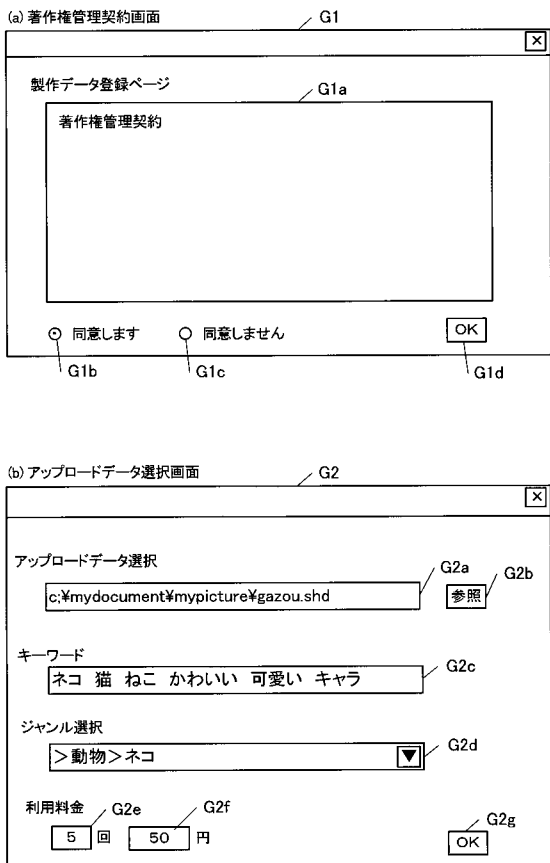 (a) 著作権管理契約画面 G1
×
製作データ登録ページ G1a
著作権管理契約
同意します 同意しません OK
G1b G1c G1d
(b) アップロードデータ選択画面 G2
×
アップロードデータ選択 G2a G2b
c;¥mydocument¥mypicture¥gazou.shd 参照
キーワード G2c
ネコ 猫 ねこ かわいい 可愛い キャラ
ジャンル選択 G2d
>動物>ネコ ▼
利用料金 G2e G2f G2g
5 回 50 円 OK